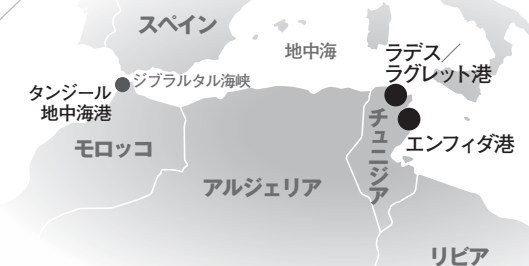 スペイン
地中海
ラデス／
ラグレット港
ジブラルタル海峡
タンジール
地中海港
エンフィダ港
モロッコ
チュニジア
アルジェリア
リビア